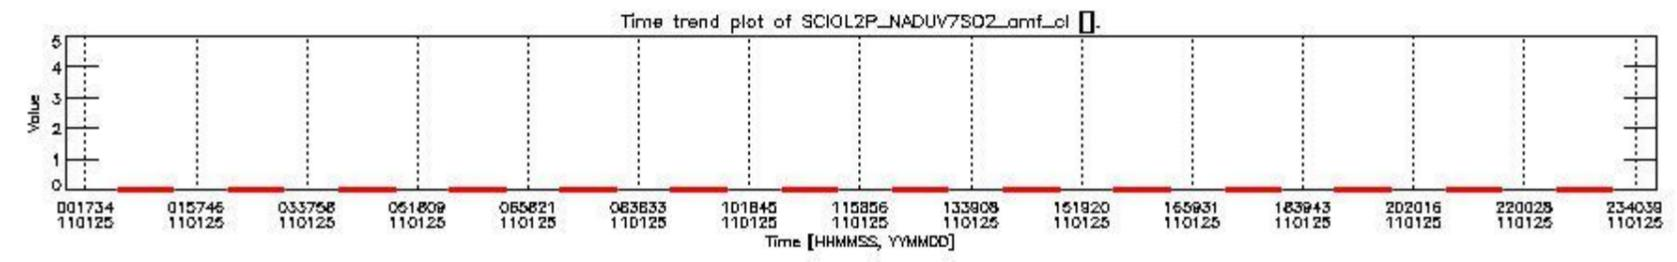 Time trend plot of SCIOL2P_NADUV7SO2_amf_cl [].
5
4
3
2
1
0
Value
001734 015746 033758 051809 065821 083833 101845 115856 133908 151920 165931 183943 202016 220028 234039
110125 110125 110125 110125 110125 110125 110125 110125 110125 110125 110125 110125 110125 110125 110125
Time [HHMMSS, YYMMDD]